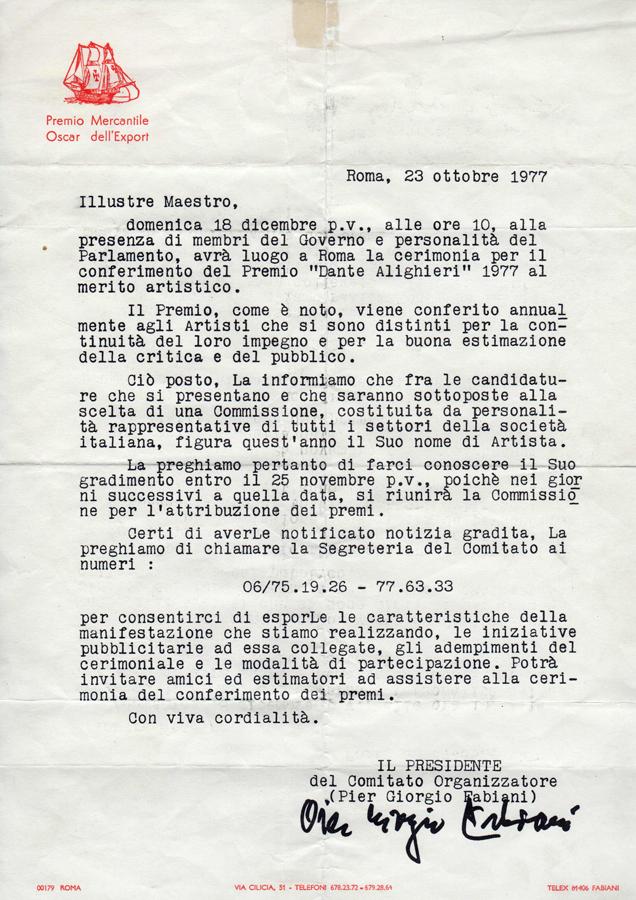 Premio Mercantile
Oscar dell'Export
Roma, 23 ottobre 1977
Illustre Maestro,
domenica 18 dicembre p.v., alle ore 10, alla
presenza di membri del Governo e personalità del
Parlamento, avrà luogo a Roma la cerimonia per il
conferimento del Premio "Dante Alighieri" 1977 al
merito artistico.
Il Premio, come è noto, viene conferito annual
mente agli Artisti che si sono distinti per la con-
tinuità del loro impegno e per la buona estimazione
della critica e del pubblico.
Ciò posto, La informiamo che fra le candidatu-
re che si presentano e che saranno sottoposte alla
scelta di una Commissione, costituita da personali-
tà rappresentative di tutti i settori della società
italiana, figura quest'anno il Suo nome di Artista.
La preghiamo pertanto di farci conoscere il Suo
gradimento entro il 25 novembre p.v., poichè nei gior
ni successivi a quella data, si riunirà la Commissio
ne per l'attribuzione dei premi.
Certi di averLe notificato notizia gradita, La
preghiamo di chiamare la Segreteria del Comitato ai
numeri :
06/75.19.26 - 77.63.33
per consentirci di esporLe le caratteristiche della
manifestazione che stiamo realizzando, le iniziative
pubblicitarie ad essa collegate, gli adempimenti del
cerimoniale e le modalità di partecipazione. Potrà
invitare amici ed estimatori ad assistere alla ceri-
monia del conferimento dei premi.
Con viva cordialità.
IL PRESIDENTE
del Comitato Organizzatore
(Pier Giorgio Fabiani)
Pier Giorgio Fabiani
00179 ROMA VIA CILICIA, 51 - TELEFONI 678.23.72 - 679.28.64 TELEX 61406 FABIANI